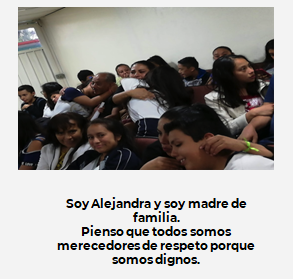 Soy Alejandra y soy madre de
familia.
Pienso que todos somos
merecedores de respeto porque
somos dignos.